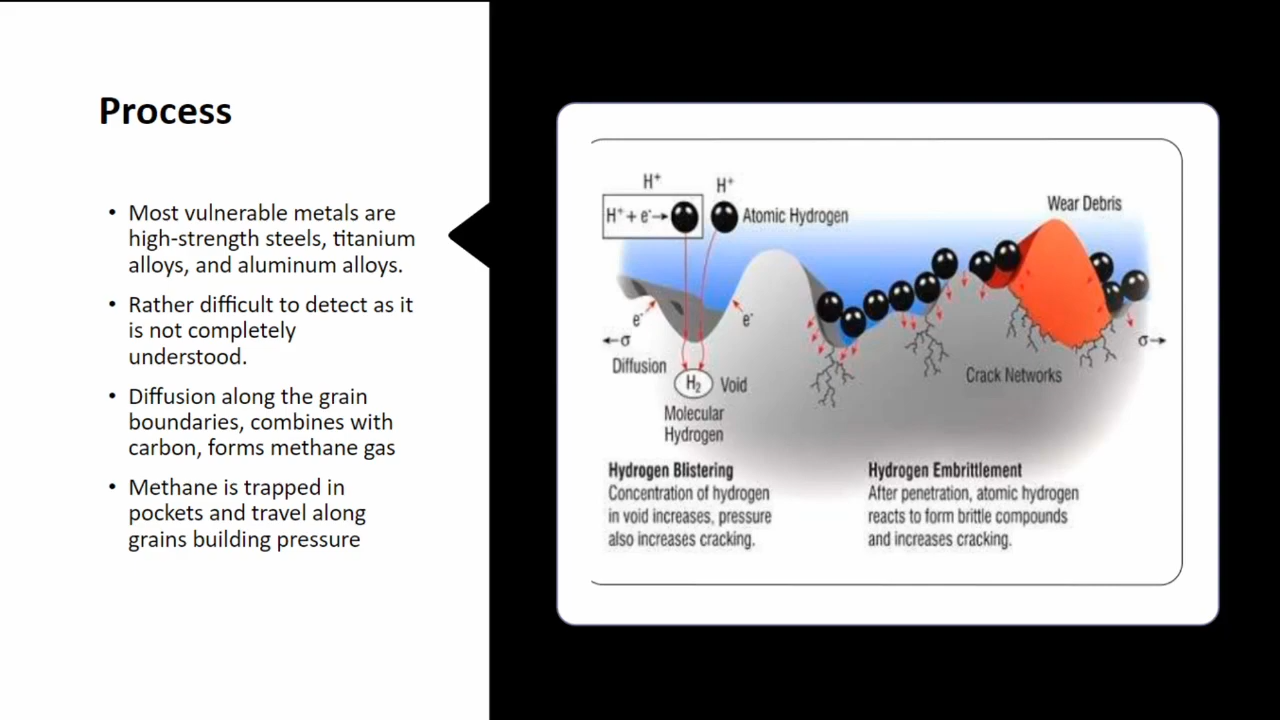 Process
• Most vulnerable metals are
high-strength steels, titanium
alloys, and aluminum alloys.
• Rather difficult to detect as it
is not completely
understood.
• Diffusion along the grain
boundaries, combines with
carbon, forms methane gas
• Methane is trapped in
pockets and travel along
grains building pressure
H⁺
H⁺
H⁺ + e⁻→
Atomic Hydrogen
Wear Debris
e⁻
e⁻
←σ
σ→
Diffusion
H₂
Void
Crack Networks
Molecular
Hydrogen
Hydrogen Blistering
Concentration of hydrogen
in void increases, pressure
also increases cracking.
Hydrogen Embrittlement
After penetration, atomic hydrogen
reacts to form brittle compounds
and increases cracking.